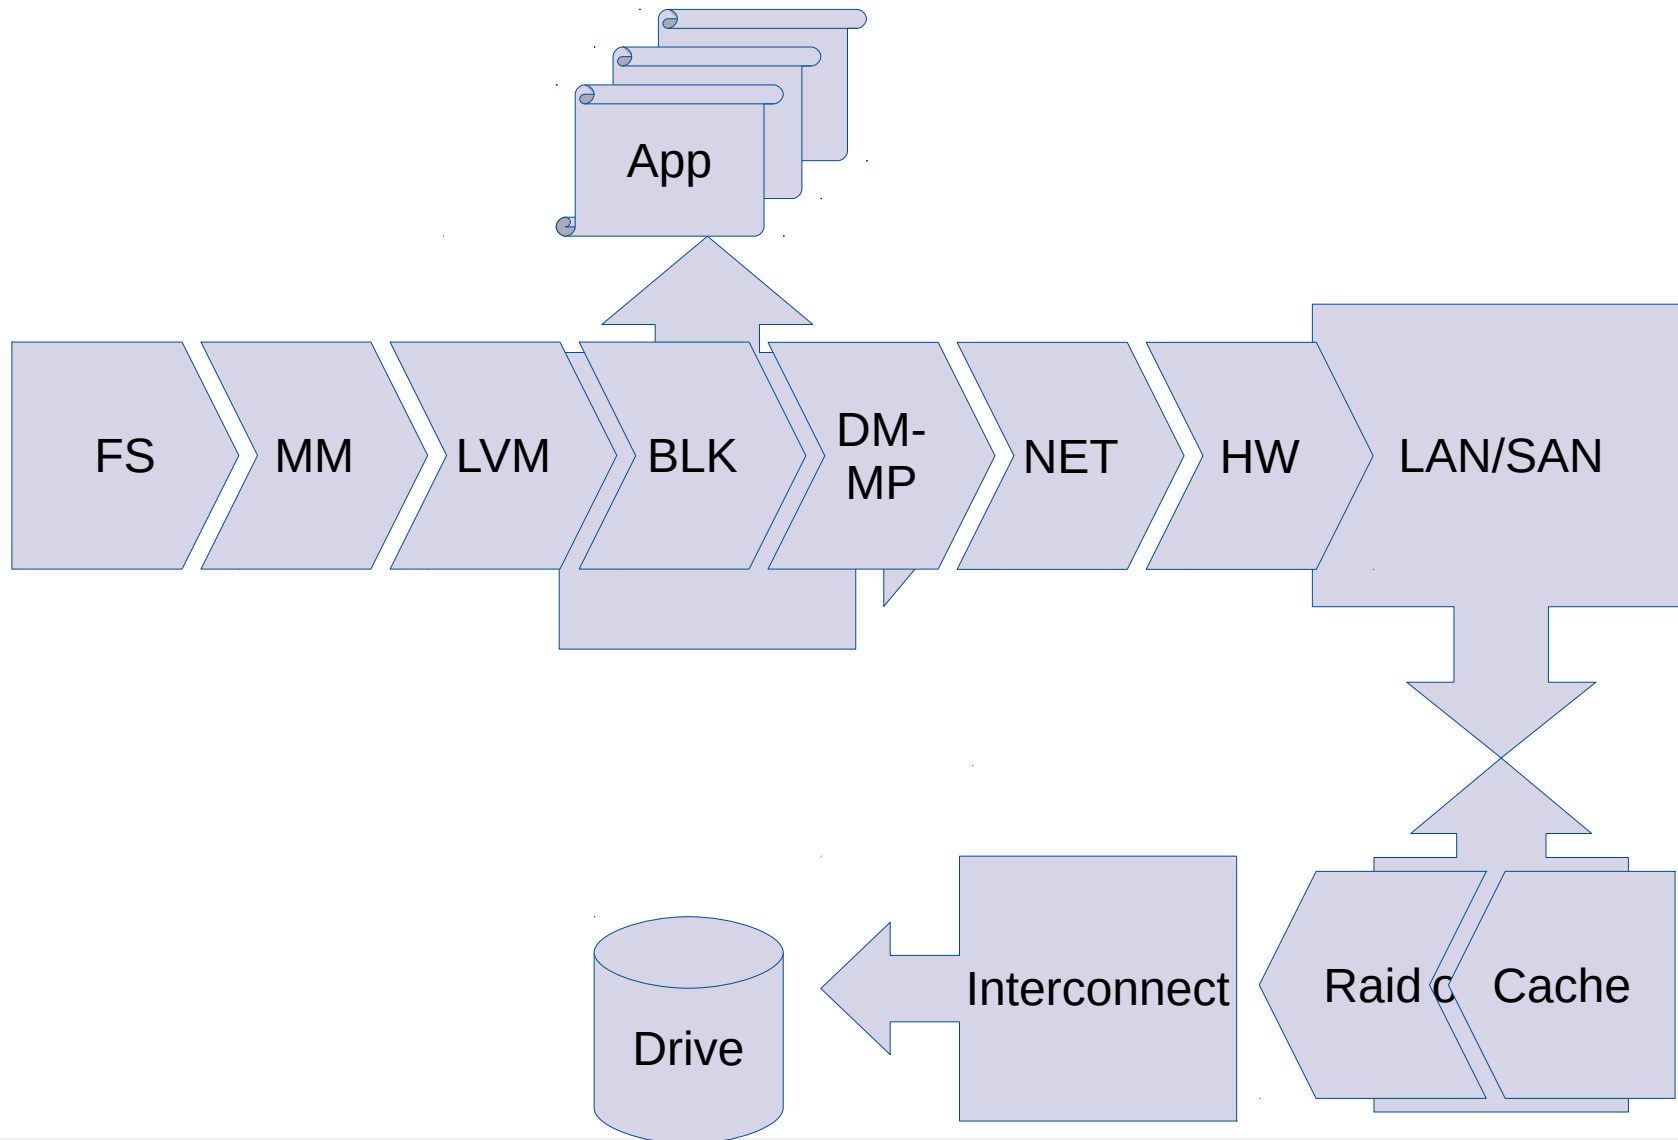 App
FS
MM
LVM
BLK
DM-
MP
NET
HW
LAN/SAN
Interconnect
Raid c
Cache
Drive